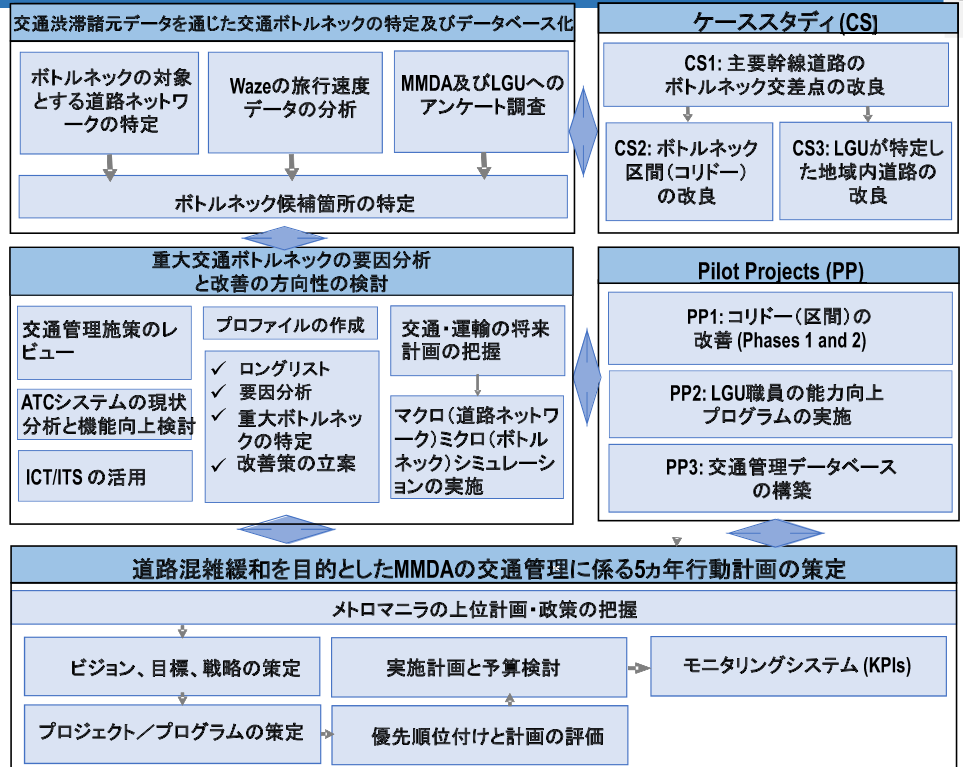 交通渋滞諸元データを通じた交通ボトルネックの特定及びデータベース化
ボトルネックの対象
とする道路ネットワ
ークの特定
Wazeの旅行速度
データの分析
MMDA及びLGUへの
アンケート調査
ボトルネック候補箇所の特定
ケーススタディ(CS)
CS1: 主要幹線道路の
ボトルネック交差点の改良
CS2: ボトルネック
区間(コリドー)
の改良
CS3: LGUが特定し
た地域内道路の
改良
重大交通ボトルネックの要因分析
と改善の方向性の検討
交通管理施策のレ
ビュー
ATCシステムの現状
分析と機能向上検討
ICT/ITS の活用
プロファイルの作成
✓ ロングリスト
✓ 要因分析
✓ 重大ボトルネッ
クの特定
✓ 改善策の立案
交通・運輸の将来
計画の把握
マクロ(道路ネットワ
ーク)ミクロ(ボトル
ネック)シミュレーシ
ョンの実施
Pilot Projects (PP)
PP1: コリドー(区間)の
改善 (Phases 1 and 2)
PP2: LGU職員の能力向上
プログラムの実施
PP3: 交通管理データベース
の構築
道路混雑緩和を目的としたMMDAの交通管理に係る5ヵ年行動計画の策定
メトロマニラの上位計画・政策の把握
ビジョン、目標、戦略の策定
プロジェクト/プログラムの策定
実施計画と予算検討
優先順位付けと計画の評価
モニタリングシステム (KPIs)